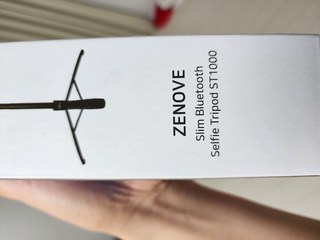 ZENOVE
Slim Bluetooth
Selfie Tripod ST1000